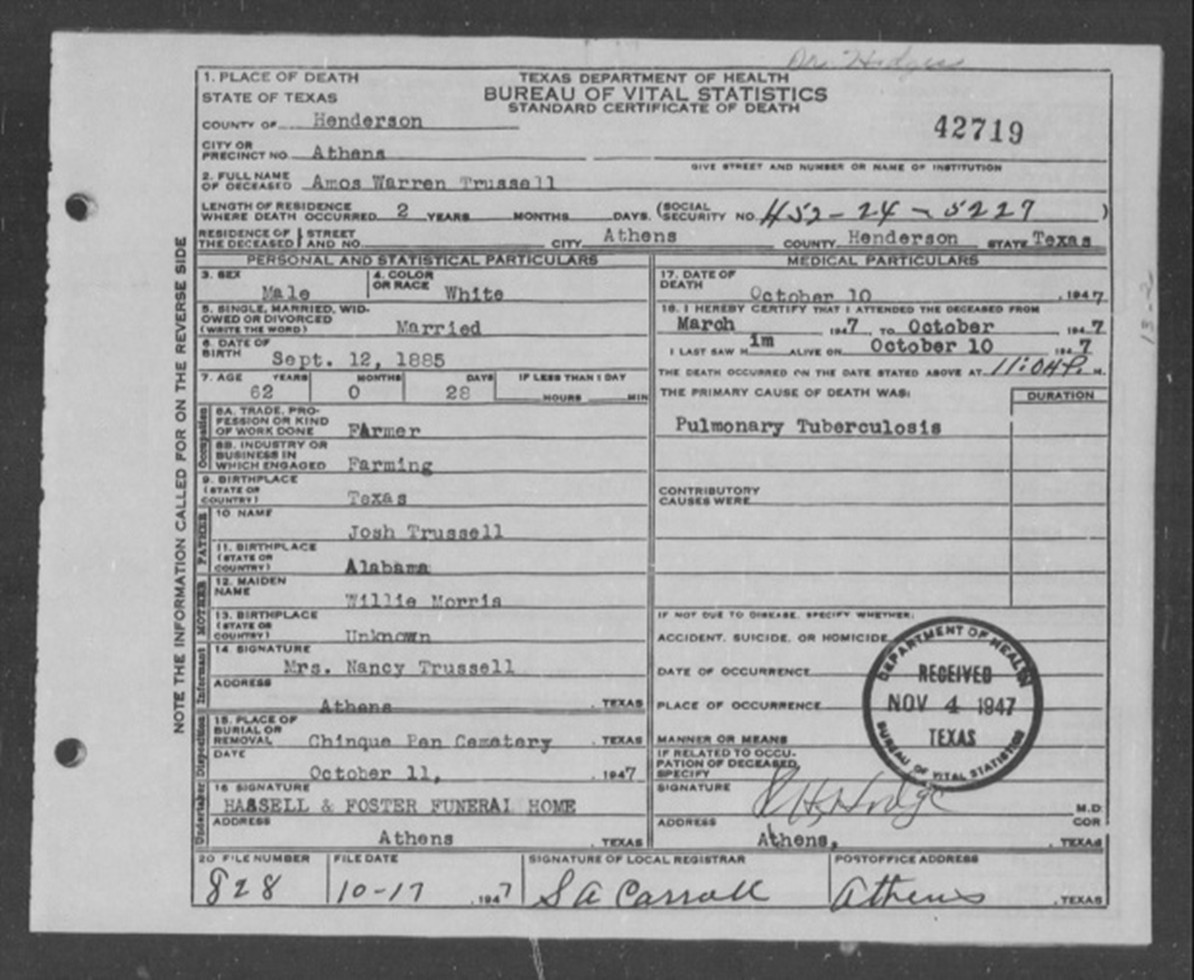 Dr. Hodges
1. PLACE OF DEATH
STATE OF TEXAS
TEXAS DEPARTMENT OF HEALTH
BUREAU OF VITAL STATISTICS
STANDARD CERTIFICATE OF DEATH
COUNTY OF Henderson
42719
CITY OR PRECINCT NO. Athens
GIVE STREET AND NUMBER OR NAME OF INSTITUTION
2. FULL NAME OF DECEASED Amos Warren Trussell
LENGTH OF RESIDENCE WHERE DEATH OCCURRED 2 YEARS MONTHS DAYS. (SOCIAL SECURITY NO. 452-24-5227 )
RESIDENCE OF THE DECEASED STREET AND NO. CITY Athens COUNTY Henderson STATE Texas
NOTE THE INFORMATION CALLED FOR ON THE REVERSE SIDE
PERSONAL AND STATISTICAL PARTICULARS
3. SEX Male
4. COLOR OR RACE White
5. SINGLE, MARRIED, WIDOWED OR DIVORCED (WRITE THE WORD) Married
6. DATE OF BIRTH Sept. 12, 1885
7. AGE YEARS MONTHS DAYS IF LESS THAN 1 DAY
62 0 28 HOURS MIN
Occupation
8A. TRADE, PROFESSION OR KIND OF WORK DONE Farmer
8B. INDUSTRY OR BUSINESS IN WHICH ENGAGED Farming
9. BIRTHPLACE (STATE OR COUNTRY) Texas
FATHER
10. NAME Josh Trussell
11. BIRTHPLACE (STATE OR COUNTRY) Alabama
MOTHER
12. MAIDEN NAME Willie Morris
13. BIRTHPLACE (STATE OR COUNTRY) Unknown
Informant
14. SIGNATURE Mrs. Nancy Trussell
ADDRESS Athens . TEXAS
Disposition
15. PLACE OF BURIAL OR REMOVAL Chinque Pen Cemetery . TEXAS
DATE October 11, . 1947
Undertaker
16 SIGNATURE HASSELL & FOSTER FUNERAL HOME
ADDRESS Athens . TEXAS
MEDICAL PARTICULARS
17. DATE OF DEATH October 10 . 1947
18. I HEREBY CERTIFY THAT I ATTENDED THE DECEASED FROM
March 1947 TO October 1947
I LAST SAW H im ALIVE ON October 10 1947
THE DEATH OCCURRED ON THE DATE STATED ABOVE AT 11:04P. M.
THE PRIMARY CAUSE OF DEATH WAS: DURATION
Pulmonary Tuberculosis
CONTRIBUTORY CAUSES WERE
IF NOT DUE TO DISEASE, SPECIFY WHETHER:
ACCIDENT, SUICIDE, OR HOMICIDE
DATE OF OCCURRENCE
PLACE OF OCCURRENCE
MANNER OR MEANS
IF RELATED TO OCCUPATION OF DECEASED, SPECIFY
DEPARTMENT OF HEALTH
RECEIVED
NOV 4 1947
TEXAS
BUREAU OF VITAL STATISTICS
SIGNATURE H. Hodge M.D.
COR
ADDRESS Athens, . TEXAS
20 FILE NUMBER FILE DATE SIGNATURE OF LOCAL REGISTRAR POSTOFFICE ADDRESS
828 10-17 . 1947 S A Carroll Athens . TEXAS